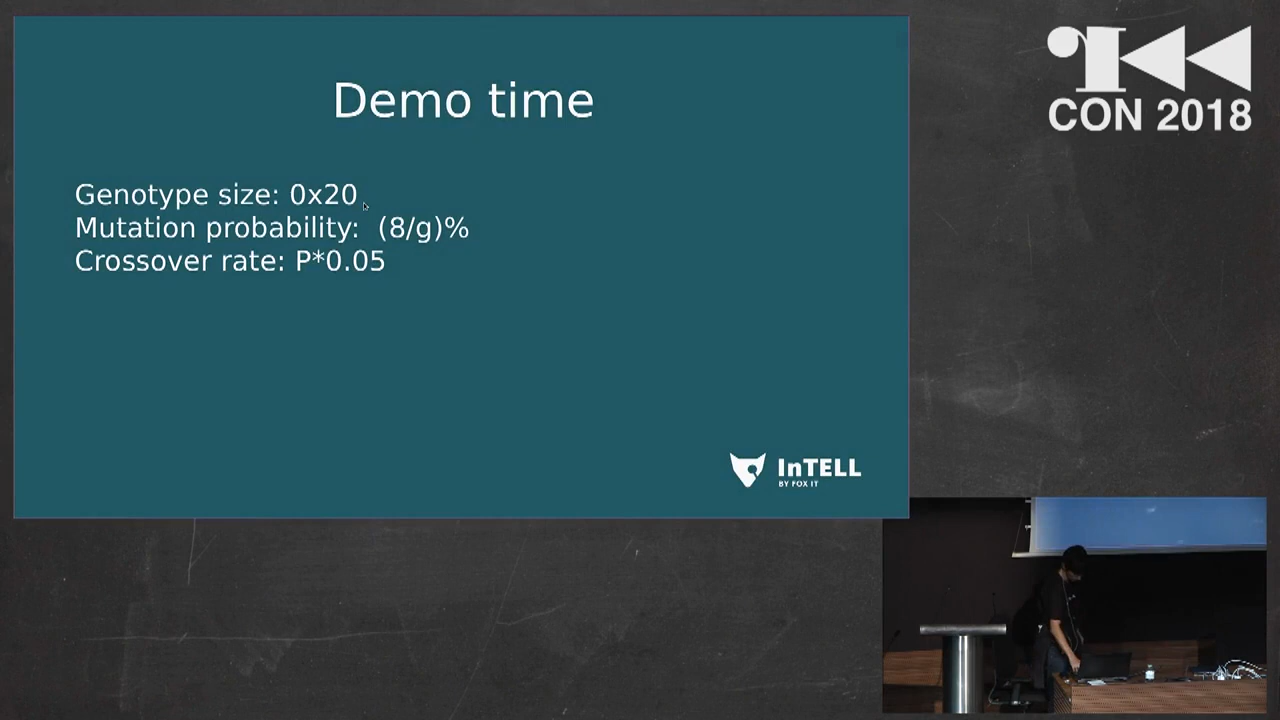 Demo time
Genotype size: 0x20
Mutation probability: (8/g)%
Crossover rate: P*0.05
InTELL
BY FOX IT
CON 2018